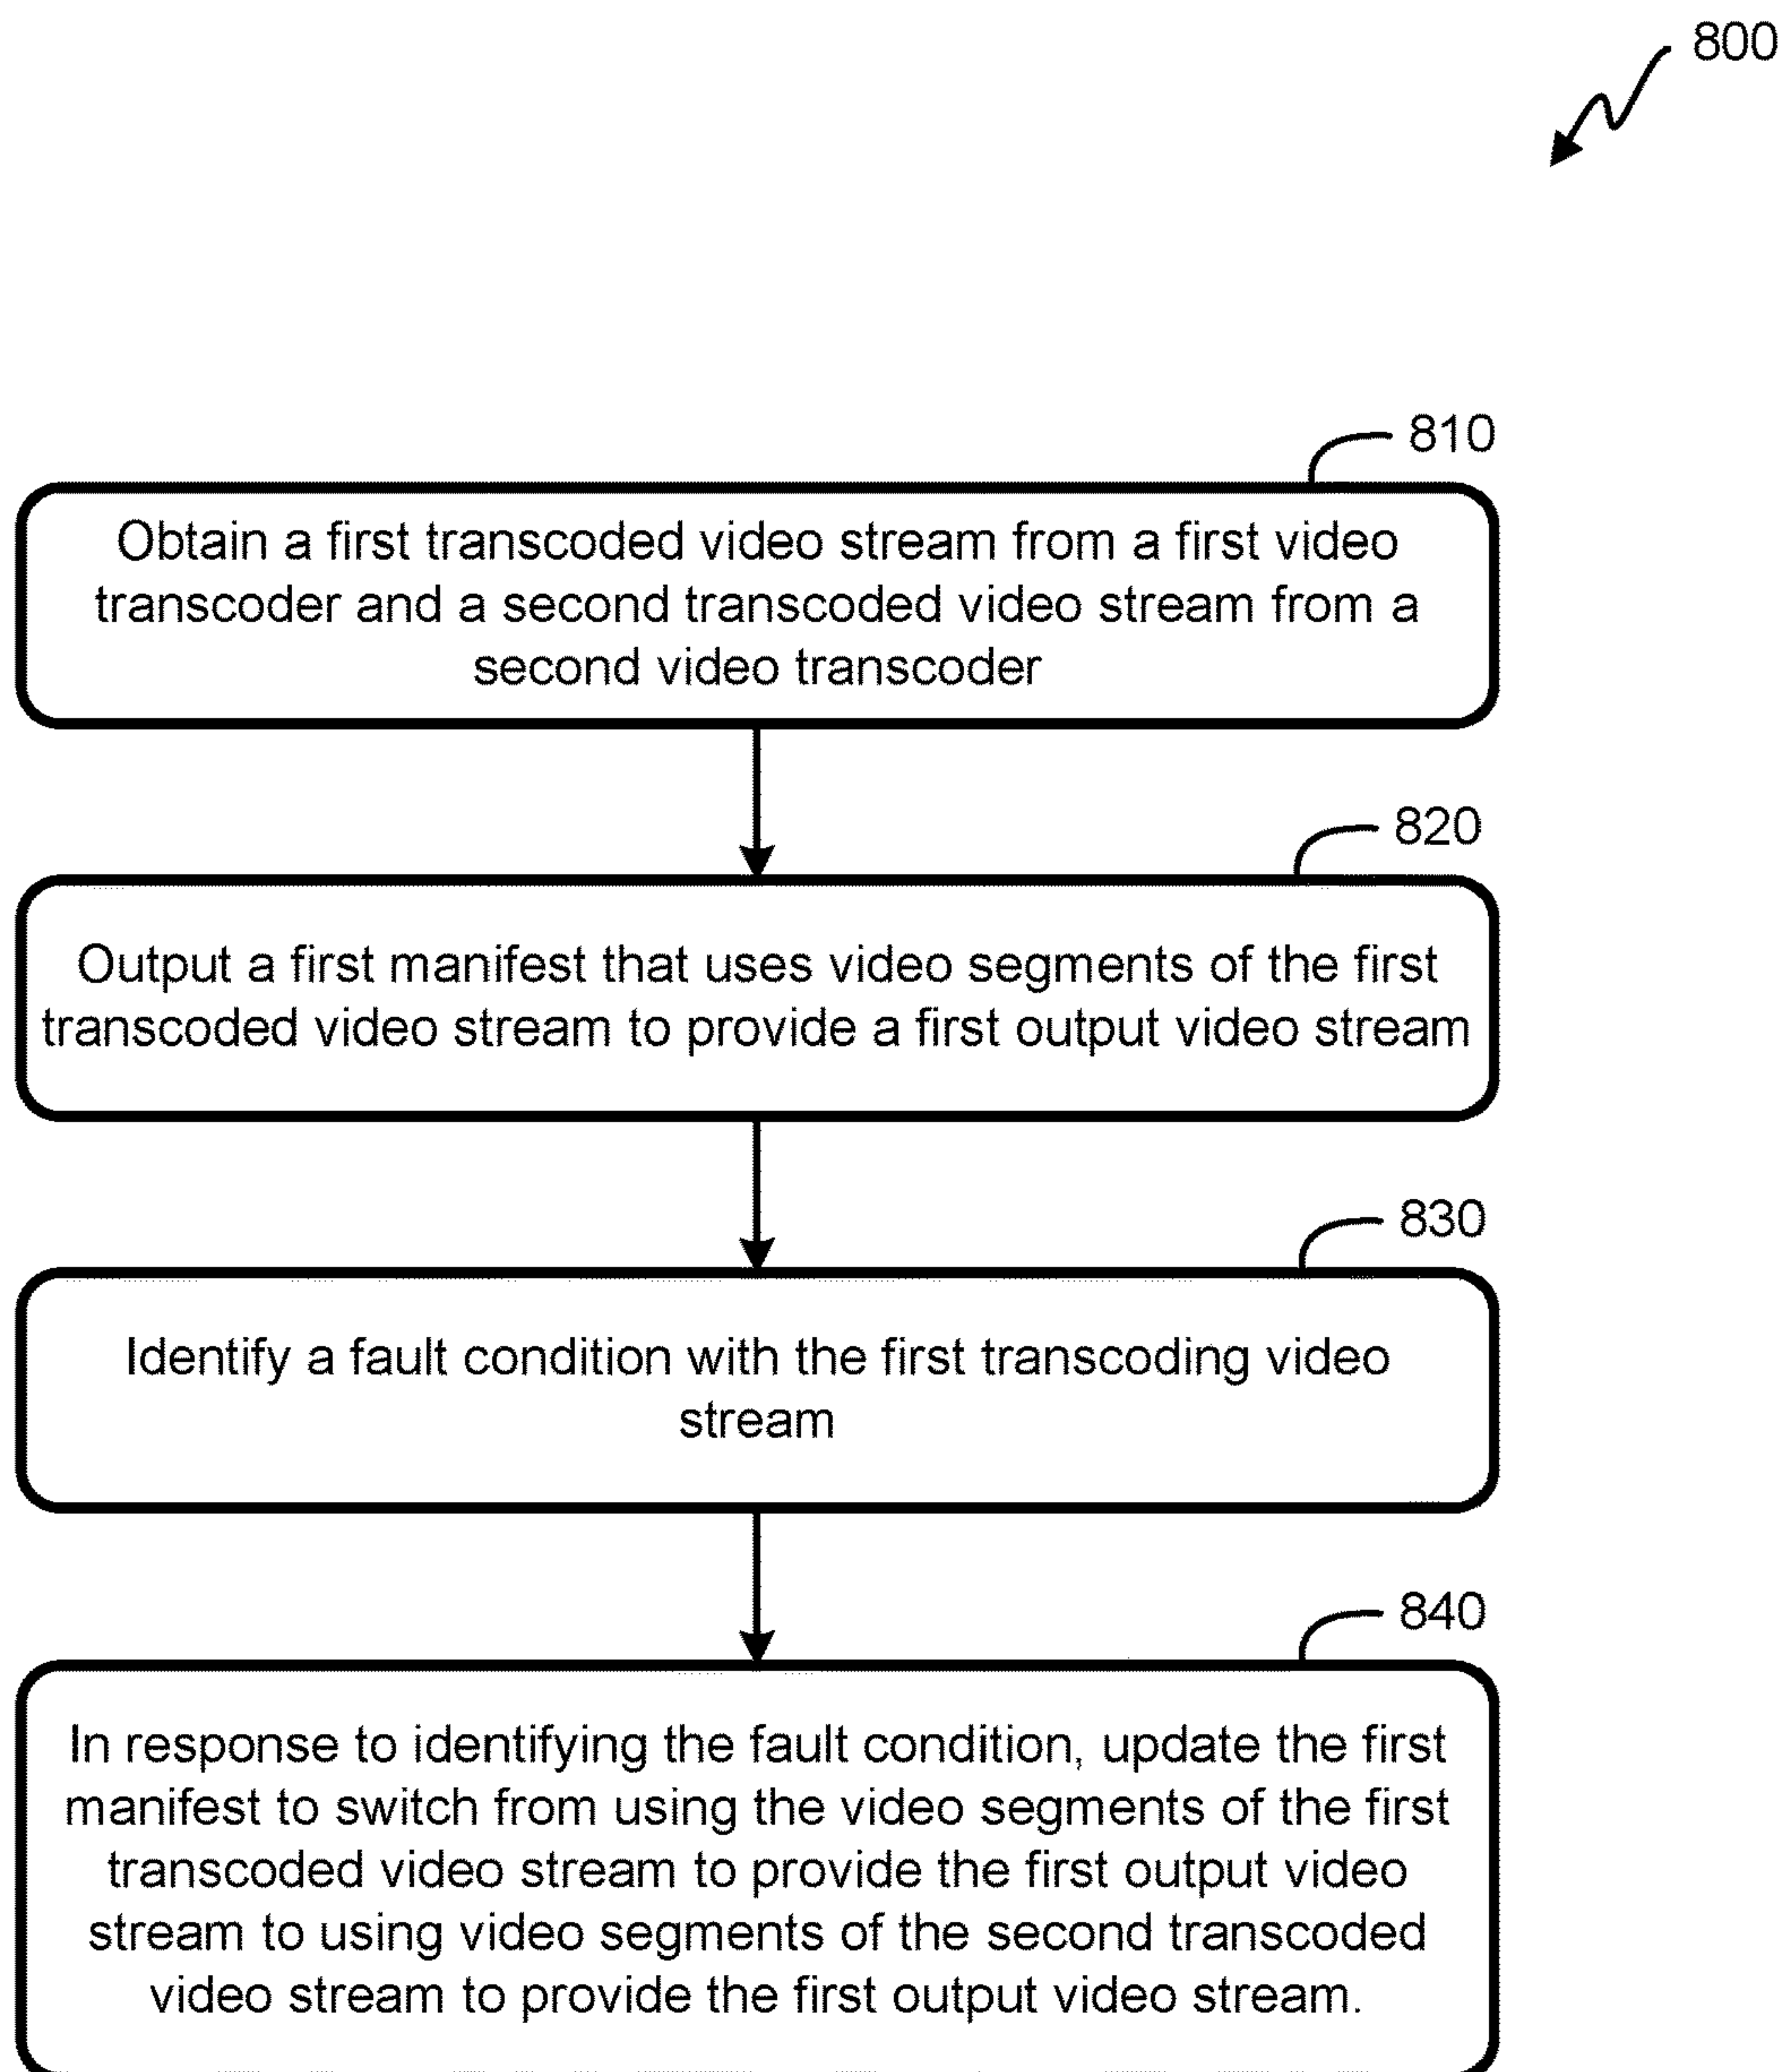 800
810
Obtain a first transcoded video stream from a first video
transcoder and a second transcoded video stream from a
second video transcoder
820
Output a first manifest that uses video segments of the first
transcoded video stream to provide a first output video stream
830
Identify a fault condition with the first transcoding video
stream
840
In response to identifying the fault condition, update the first
manifest to switch from using the video segments of the first
transcoded video stream to provide the first output video
stream to using video segments of the second transcoded
video stream to provide the first output video stream.